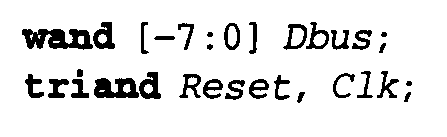 wand [-7:0] Dbus;
triand Reset, Clk;